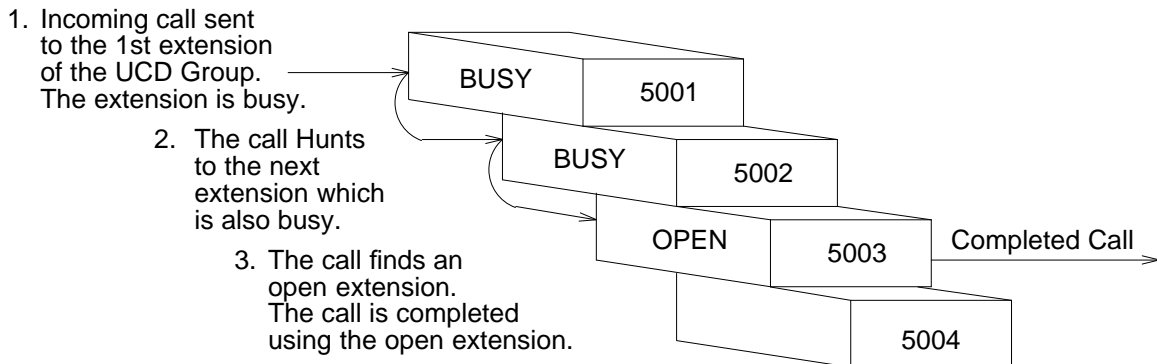 1. Incoming call sent
to the 1st extension
of the UCD Group.
The extension is busy.
BUSY
5001
2. The call Hunts
to the next
extension which
is also busy.
BUSY
5002
3. The call finds an
open extension.
The call is completed
using the open extension.
OPEN
5003
Completed Call
5004